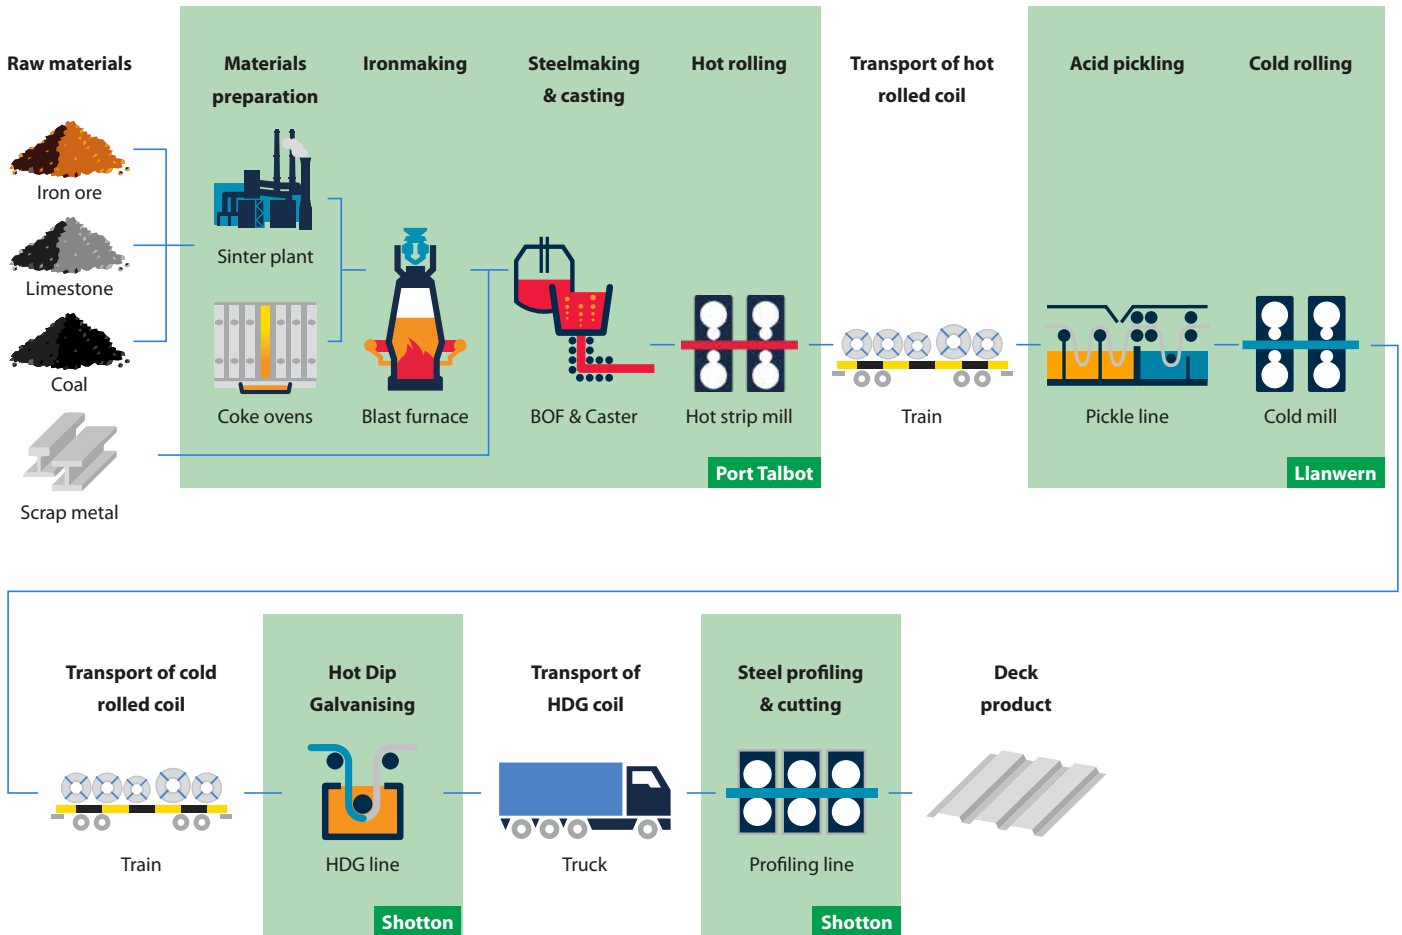 Raw materials
Materials
preparation
Ironmaking
Steelmaking
& casting
Hot rolling
Transport of hot
rolled coil
Acid pickling
Cold rolling
Iron ore
Limestone
Coal
Scrap metal
Sinter plant
Coke ovens
Blast furnace
BOF & Caster
Hot strip mill
Train
Pickle line
Cold mill
Port Talbot
Llanwern
Transport of cold
rolled coil
Hot Dip
Galvanising
Transport of
HDG coil
Steel profiling
& cutting
Deck
product
Train
HDG line
Truck
Profiling line
Shotton
Shotton